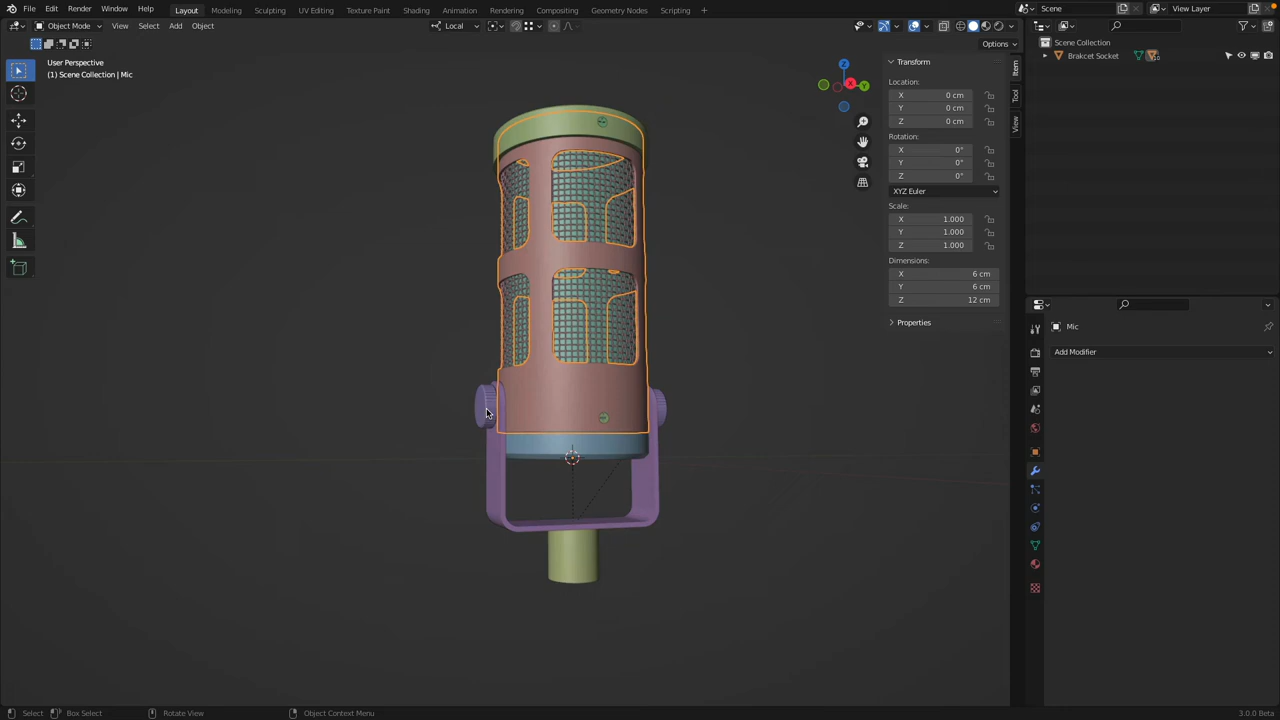 File Edit Render Window Help Layout Modeling Sculpting UV Editing Texture Paint Shading Animation Rendering Compositing Geometry Nodes Scripting + Scene View Layer
Object Mode View Select Add Object Local
Options
User Perspective
(1) Scene Collection | Mic
Z
X
Y
Transform
Location:
X 0 cm
Y 0 cm
Z 0 cm
Rotation:
X 0°
Y 0°
Z 0°
XYZ Euler
Scale:
X 1.000
Y 1.000
Z 1.000
Dimensions:
X 6 cm
Y 6 cm
Z 12 cm
Properties
Item
Tool
View
Scene Collection
Brakcet Socket
Mic
Add Modifier
Select Box Select Rotate View Object Context Menu 3.0.0 Beta